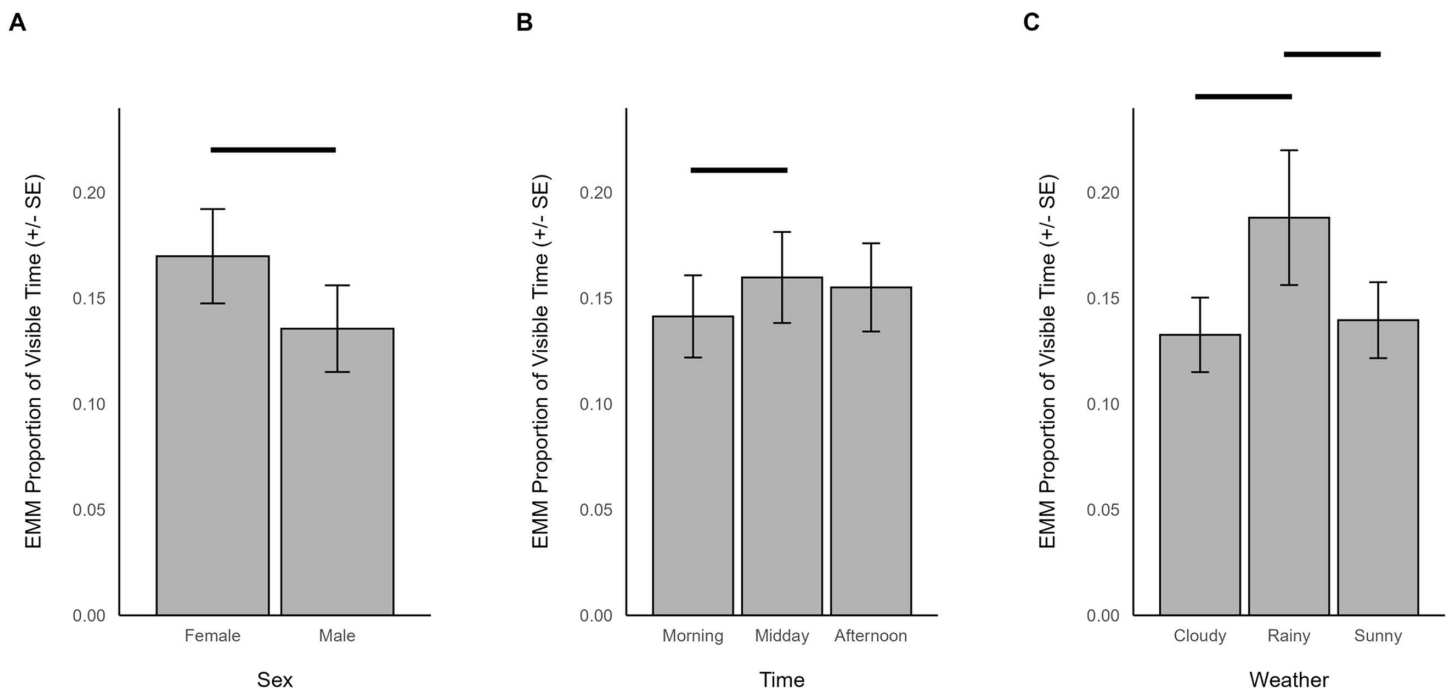 A
EMM Proportion of Visible Time (+/- SE)
0.20
0.15
0.10
0.05
0.00
Female Male
Sex
B
EMM Proportion of Visible Time (+/- SE)
0.20
0.15
0.10
0.05
0.00
Morning Midday Afternoon
Time
C
EMM Proportion of Visible Time (+/- SE)
0.20
0.15
0.10
0.05
0.00
Cloudy Rainy Sunny
Weather